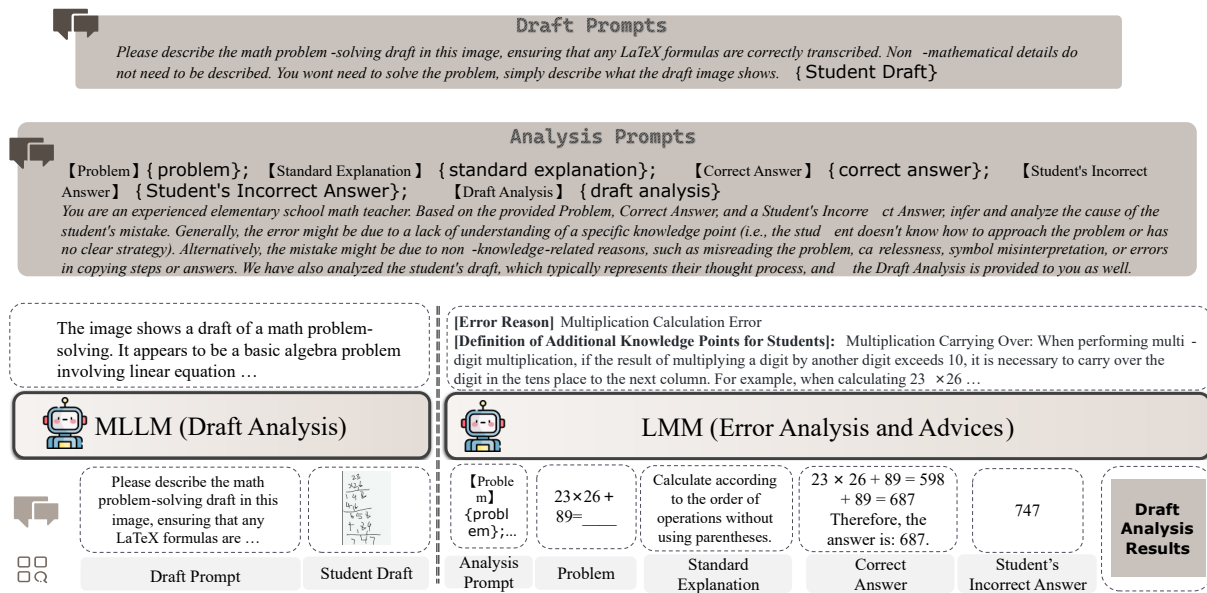 Draft Prompts
Please describe the math problem -solving draft in this image, ensuring that any LaTeX formulas are correctly transcribed. Non -mathematical details do
not need to be described. You wont need to solve the problem, simply describe what the draft image shows. { Student Draft}
Analysis Prompts
【Problem】{ problem}; 【Standard Explanation】 { standard explanation}; 【Correct Answer】 { correct answer}; 【Student's Incorrect
Answer】 { Student's Incorrect Answer}; 【Draft Analysis】 { draft analysis}
You are an experienced elementary school math teacher. Based on the provided Problem, Correct Answer, and a Student's Incorre ct Answer, infer and analyze the cause of the
student's mistake. Generally, the error might be due to a lack of understanding of a specific knowledge point (i.e., the stud ent doesn't know how to approach the problem or has
no clear strategy). Alternatively, the mistake might be due to non -knowledge-related reasons, such as misreading the problem, ca relessness, symbol misinterpretation, or errors
in copying steps or answers. We have also analyzed the student's draft, which typically represents their thought process, and the Draft Analysis is provided to you as well.
The image shows a draft of a math problem-
solving. It appears to be a basic algebra problem
involving linear equation …
[Error Reason] Multiplication Calculation Error
[Definition of Additional Knowledge Points for Students]: Multiplication Carrying Over: When performing multi -
digit multiplication, if the result of multiplying a digit by another digit exceeds 10, it is necessary to carry over the
digit in the tens place to the next column. For example, when calculating 23 ×26 …
MLLM (Draft Analysis)
LMM (Error Analysis and Advices)
Please describe the math
problem-solving draft in this
image, ensuring that any
LaTeX formulas are …
23
×26
658
747
【Proble
m】
{probl
em};...
23×26 +
89=____
Calculate according
to the order of
operations without
using parentheses.
23 × 26 + 89 = 598
+ 89 = 687
Therefore, the
answer is: 687.
747
Draft
Analysis
Results
Draft Prompt
Student Draft
Analysis
Prompt
Problem
Standard
Explanation
Correct
Answer
Student's
Incorrect Answer